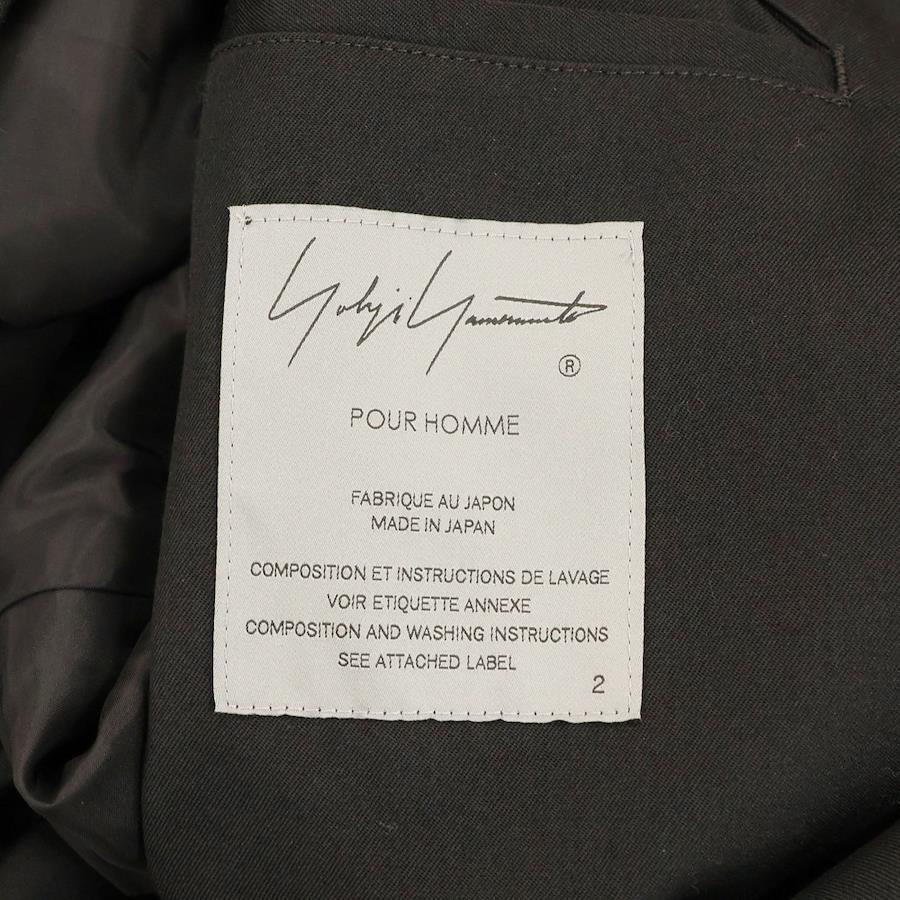 Yohji Yamamoto
®
POUR HOMME
FABRIQUE AU JAPON
MADE IN JAPAN
COMPOSITION ET INSTRUCTIONS DE LAVAGE
VOIR ETIQUETTE ANNEXE
COMPOSITION AND WASHING INSTRUCTIONS
SEE ATTACHED LABEL
2